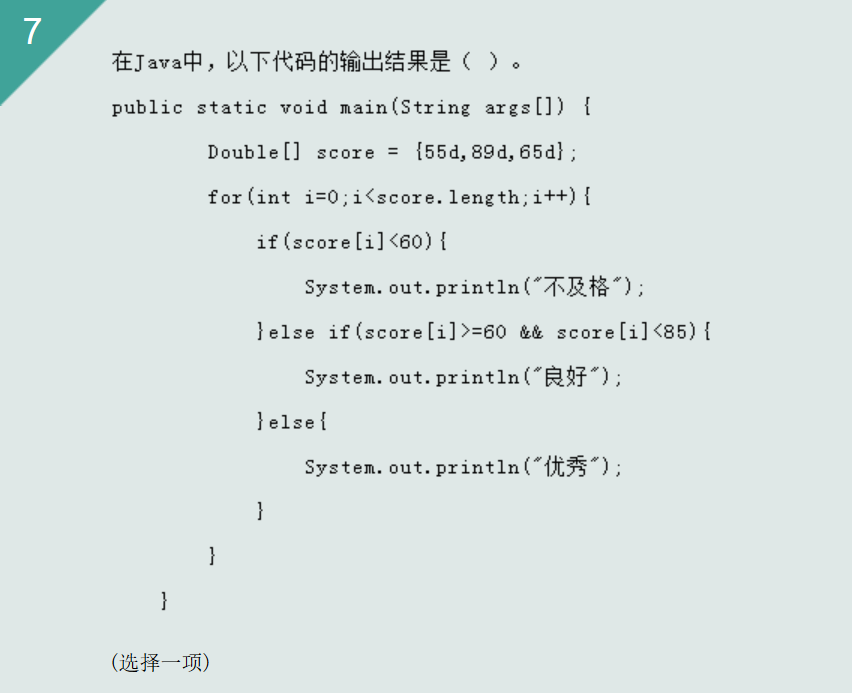 7
在Java中，以下代码的输出结果是（ ）。
public static void main(String args[]) {
Double[] score = {55d,89d,65d};
for(int i=0;i<score.length;i++){
if(score[i]<60){
System.out.println("不及格");
}else if(score[i]>=60 && score[i]<85){
System.out.println("良好");
}else{
System.out.println("优秀");
}
}
}
(选择一项)